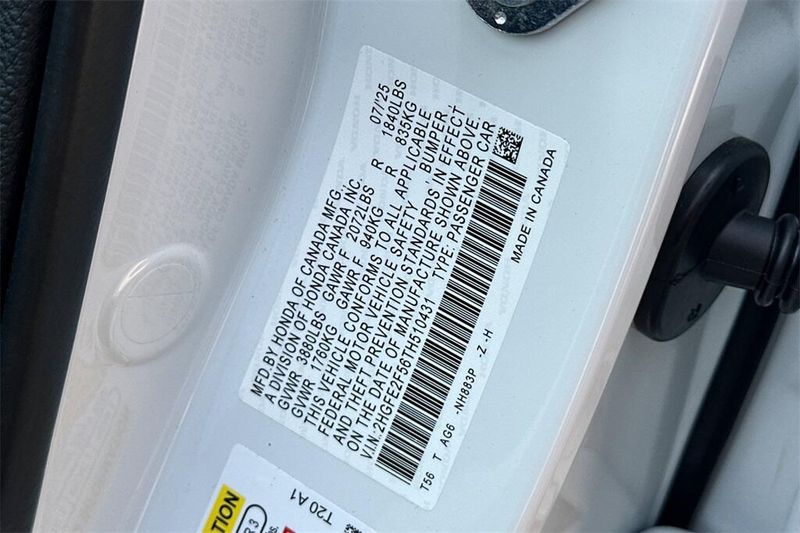 MFD.BY HONDA OF CANADA MFG. 07/'25
A DIVISION OF HONDA CANADA INC.
GVWR 3890LBS GAWR F 2072LBS R 1840LBS
GVWR 1760KG GAWR F 940KG R 835KG
THIS VEHICLE CONFORMS TO ALL APPLICABLE
FEDERAL MOTOR VEHICLE SAFETY, BUMPER,
AND THEFT PREVENTION STANDARDS IN EFFECT
ON THE DATE OF MANUFACTURE SHOWN ABOVE.
V.I.N.:2HGFE2F56TH510431 TYPE: PASSENGER CAR
T56 T AG6 -NH883P -Z -H MADE IN CANADA
T20 A1